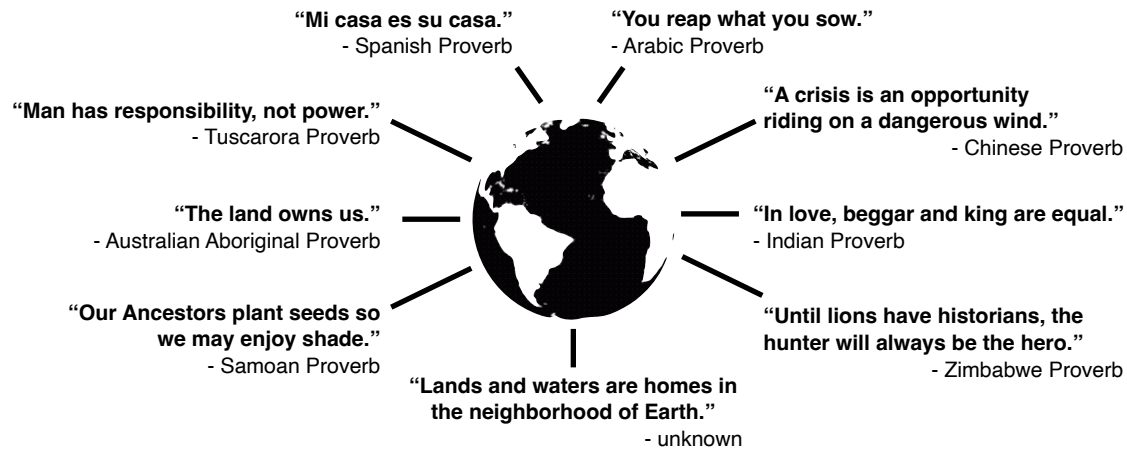 “Mi casa es su casa.”
- Spanish Proverb
“You reap what you sow.”
- Arabic Proverb
“Man has responsibility, not power.”
- Tuscarora Proverb
“A crisis is an opportunity
riding on a dangerous wind.”
- Chinese Proverb
“The land owns us.”
- Australian Aboriginal Proverb
“In love, beggar and king are equal.”
- Indian Proverb
“Our Ancestors plant seeds so
we may enjoy shade.”
- Samoan Proverb
“Until lions have historians, the
hunter will always be the hero.”
- Zimbabwe Proverb
“Lands and waters are homes in
the neighborhood of Earth.”
- unknown